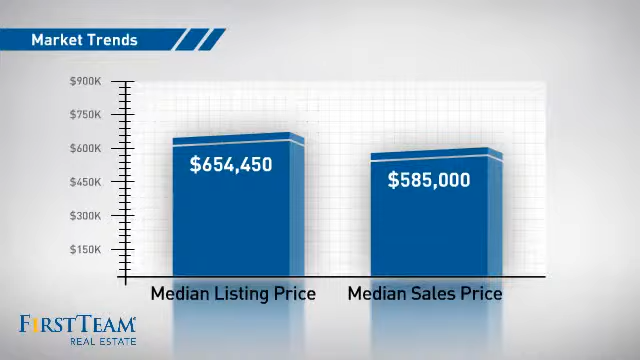 Market Trends
$900K
$750K
$600K
$450K
$300K
$150K
$654,450
$585,000
Median Listing Price
Median Sales Price
FIRSTTEAM®
REAL ESTATE